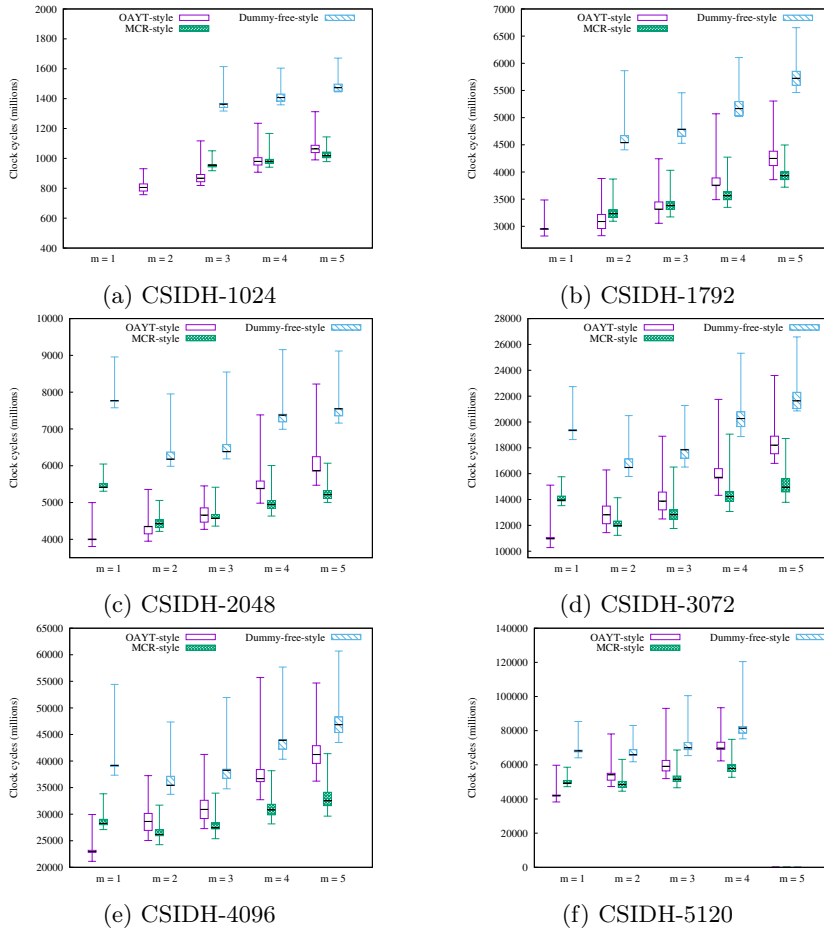 OAYT-style
MCR-style
Dummy-free-style
Clock cycles (millions)
2000
1800
1600
1400
1200
1000
800
600
400
m = 1 m = 2 m = 3 m = 4 m = 5
(a) CSIDH-1024
OAYT-style
MCR-style
Dummy-free-style
Clock cycles (millions)
7000
6500
6000
5500
5000
4500
4000
3500
3000
m = 1 m = 2 m = 3 m = 4 m = 5
(b) CSIDH-1792
OAYT-style
MCR-style
Dummy-free-style
Clock cycles (millions)
10000
9000
8000
7000
6000
5000
4000
m = 1 m = 2 m = 3 m = 4 m = 5
(c) CSIDH-2048
OAYT-style
MCR-style
Dummy-free-style
Clock cycles (millions)
28000
26000
24000
22000
20000
18000
16000
14000
12000
10000
m = 1 m = 2 m = 3 m = 4 m = 5
(d) CSIDH-3072
OAYT-style
MCR-style
Dummy-free-style
Clock cycles (millions)
65000
60000
55000
50000
45000
40000
35000
30000
25000
20000
m = 1 m = 2 m = 3 m = 4 m = 5
(e) CSIDH-4096
OAYT-style
MCR-style
Dummy-free-style
Clock cycles (millions)
140000
120000
100000
80000
60000
40000
20000
0
m = 1 m = 2 m = 3 m = 4 m = 5
(f) CSIDH-5120